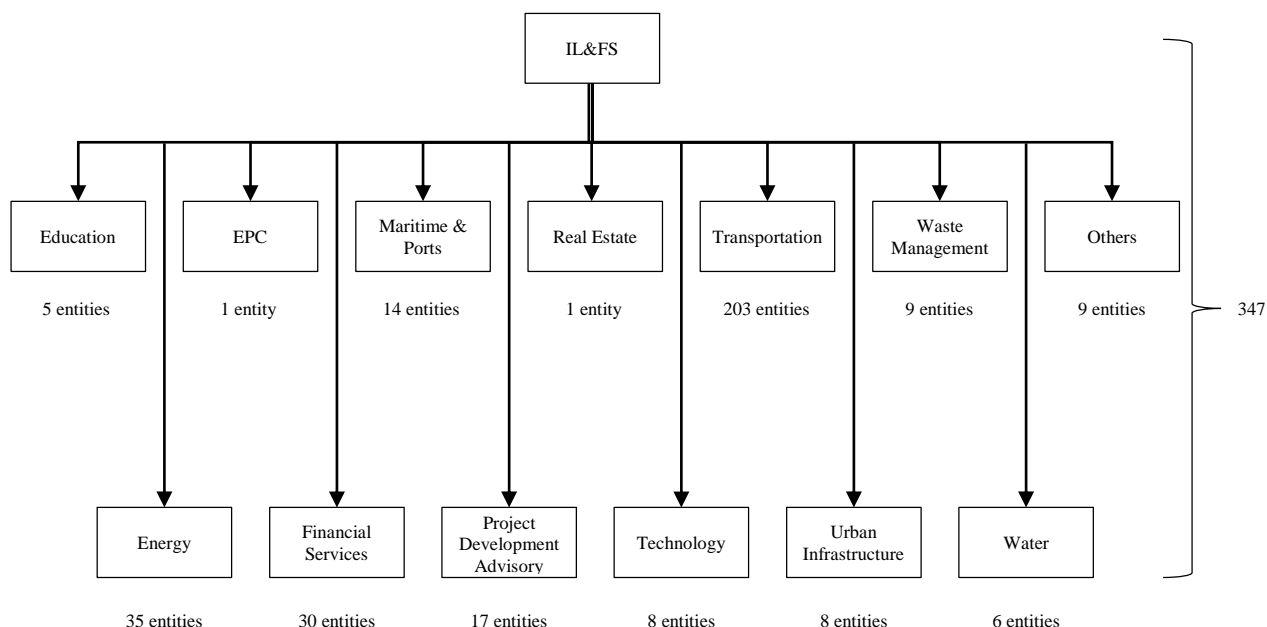 IL&FS
Education
EPC
Maritime &
Ports
Real Estate
Transportation
Waste
Management
Others
5 entities
1 entity
14 entities
1 entity
203 entities
9 entities
9 entities
347
Energy
Financial
Services
Project
Development
Advisory
Technology
Urban
Infrastructure
Water
35 entities
30 entities
17 entities
8 entities
8 entities
6 entities